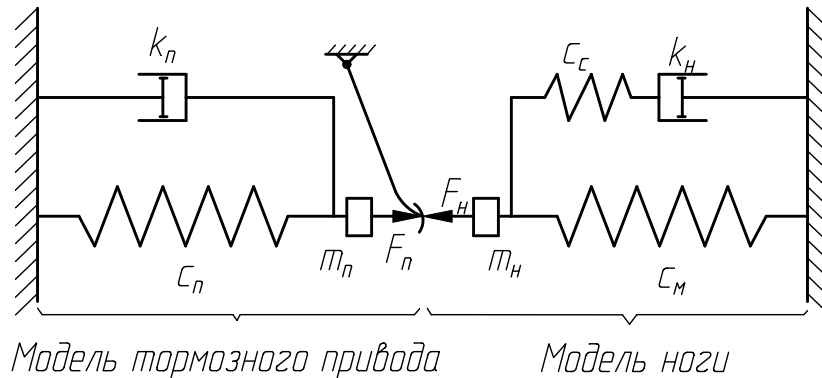 kп
Cс
kн
Fн
Fп
mп
mн
Cп
Cм
Модель тормозного привода
Модель ноги